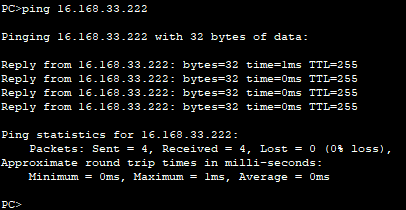 PC>ping 16.168.33.222
Pinging 16.168.33.222 with 32 bytes of data:
Reply from 16.168.33.222: bytes=32 time=1ms TTL=255
Reply from 16.168.33.222: bytes=32 time=0ms TTL=255
Reply from 16.168.33.222: bytes=32 time=0ms TTL=255
Reply from 16.168.33.222: bytes=32 time=0ms TTL=255
Ping statistics for 16.168.33.222:
    Packets: Sent = 4, Received = 4, Lost = 0 (0% loss),
Approximate round trip times in milli-seconds:
    Minimum = 0ms, Maximum = 1ms, Average = 0ms
PC>